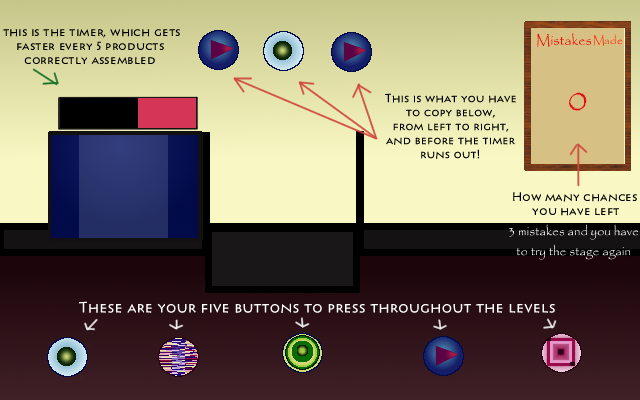 This is the timer, which gets
faster every 5 products
correctly assembled
Mistakes Made
0
This is what you have
to copy below,
from left to right,
and before the timer
runs out!
How many chances
you have left
3 mistakes and you have
to try the stage again
These are your five buttons to press throughout the levels